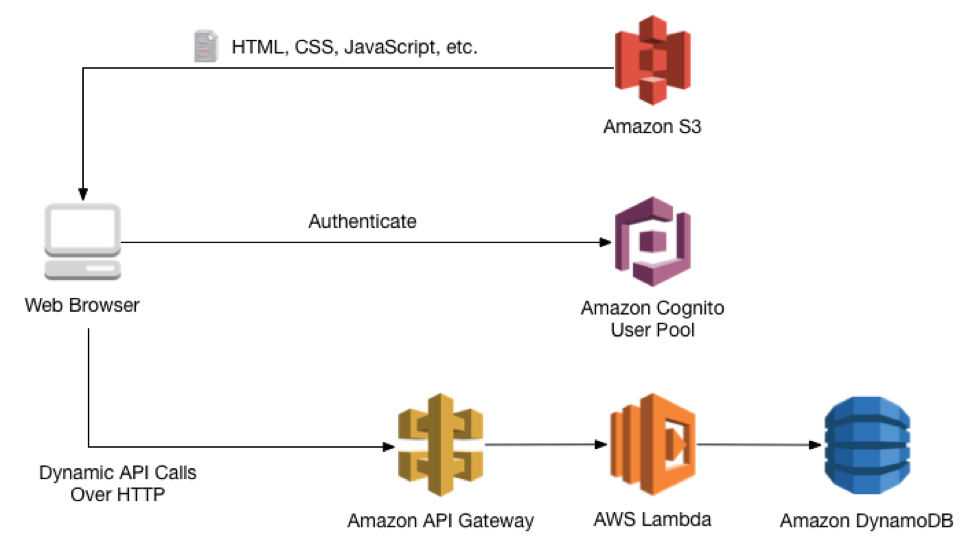 HTML, CSS, JavaScript, etc.
Amazon S3
Authenticate
Web Browser
Amazon Cognito
User Pool
Dynamic API Calls
Over HTTP
Amazon API Gateway
AWS Lambda
Amazon DynamoDB